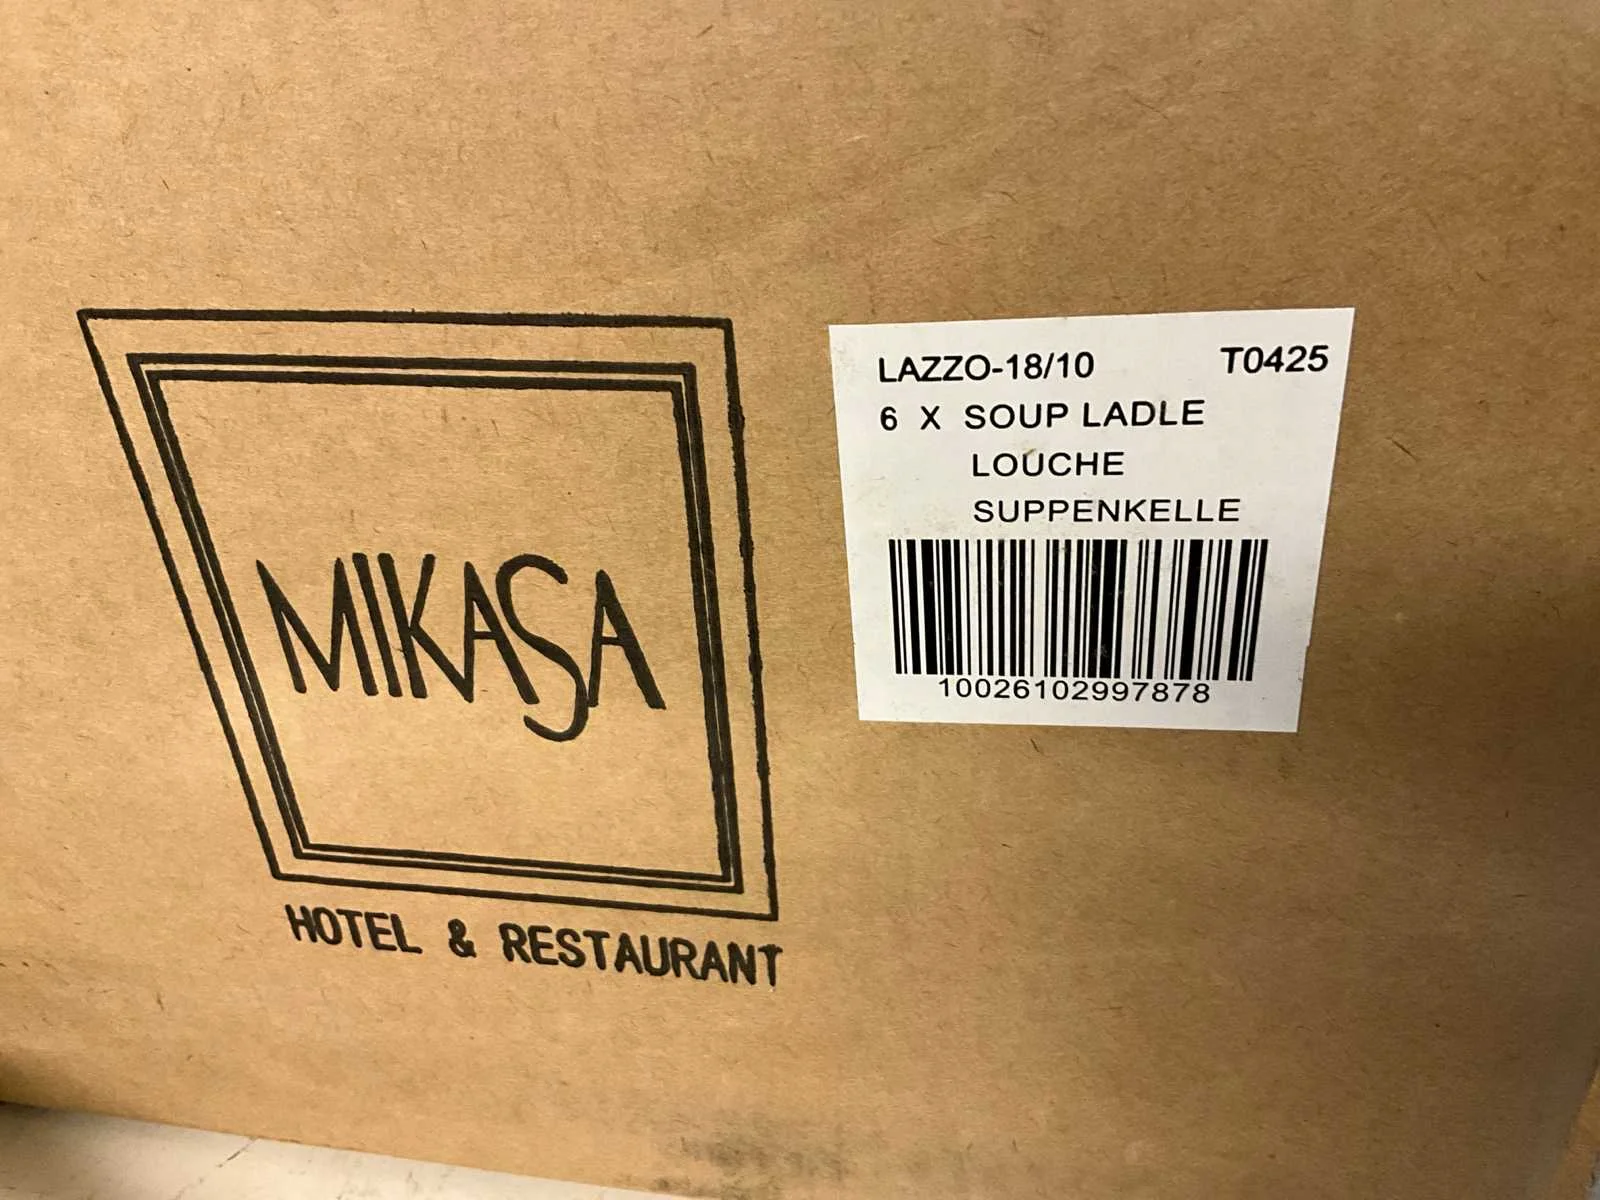 MIKASA
HOTEL & RESTAURANT
LAZZO-18/10 T0425
6 X SOUP LADLE
LOUCHE
SUPPENKELLE
10026102997878